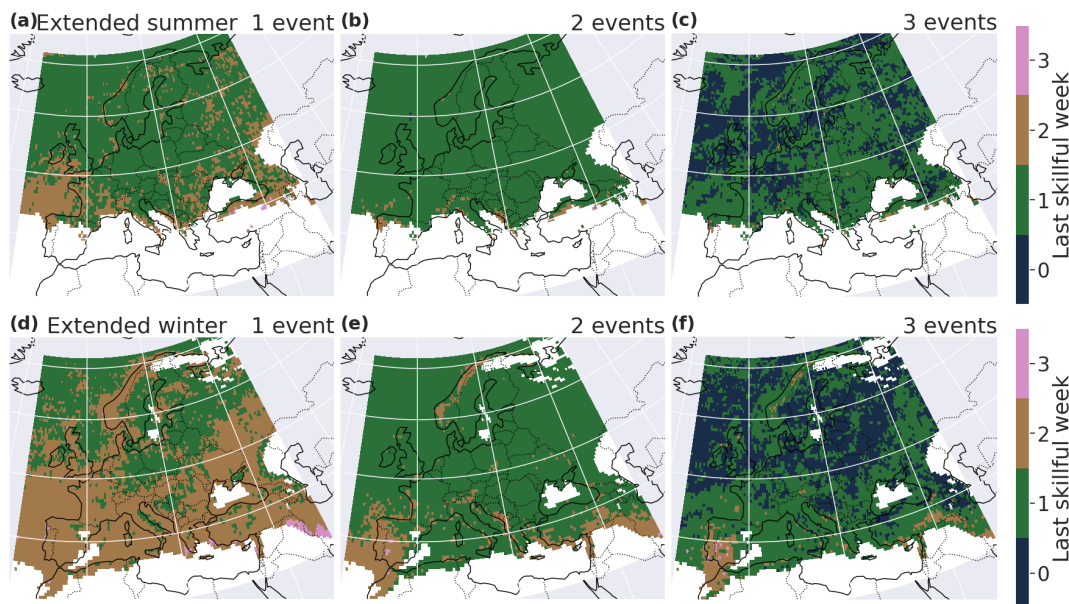 (a) Extended summer 1 event
(b) 2 events
(c) 3 events
3
2
1
0
Last skillful week
(d) Extended winter 1 event
(e) 2 events
(f) 3 events
3
2
1
0
Last skillful week